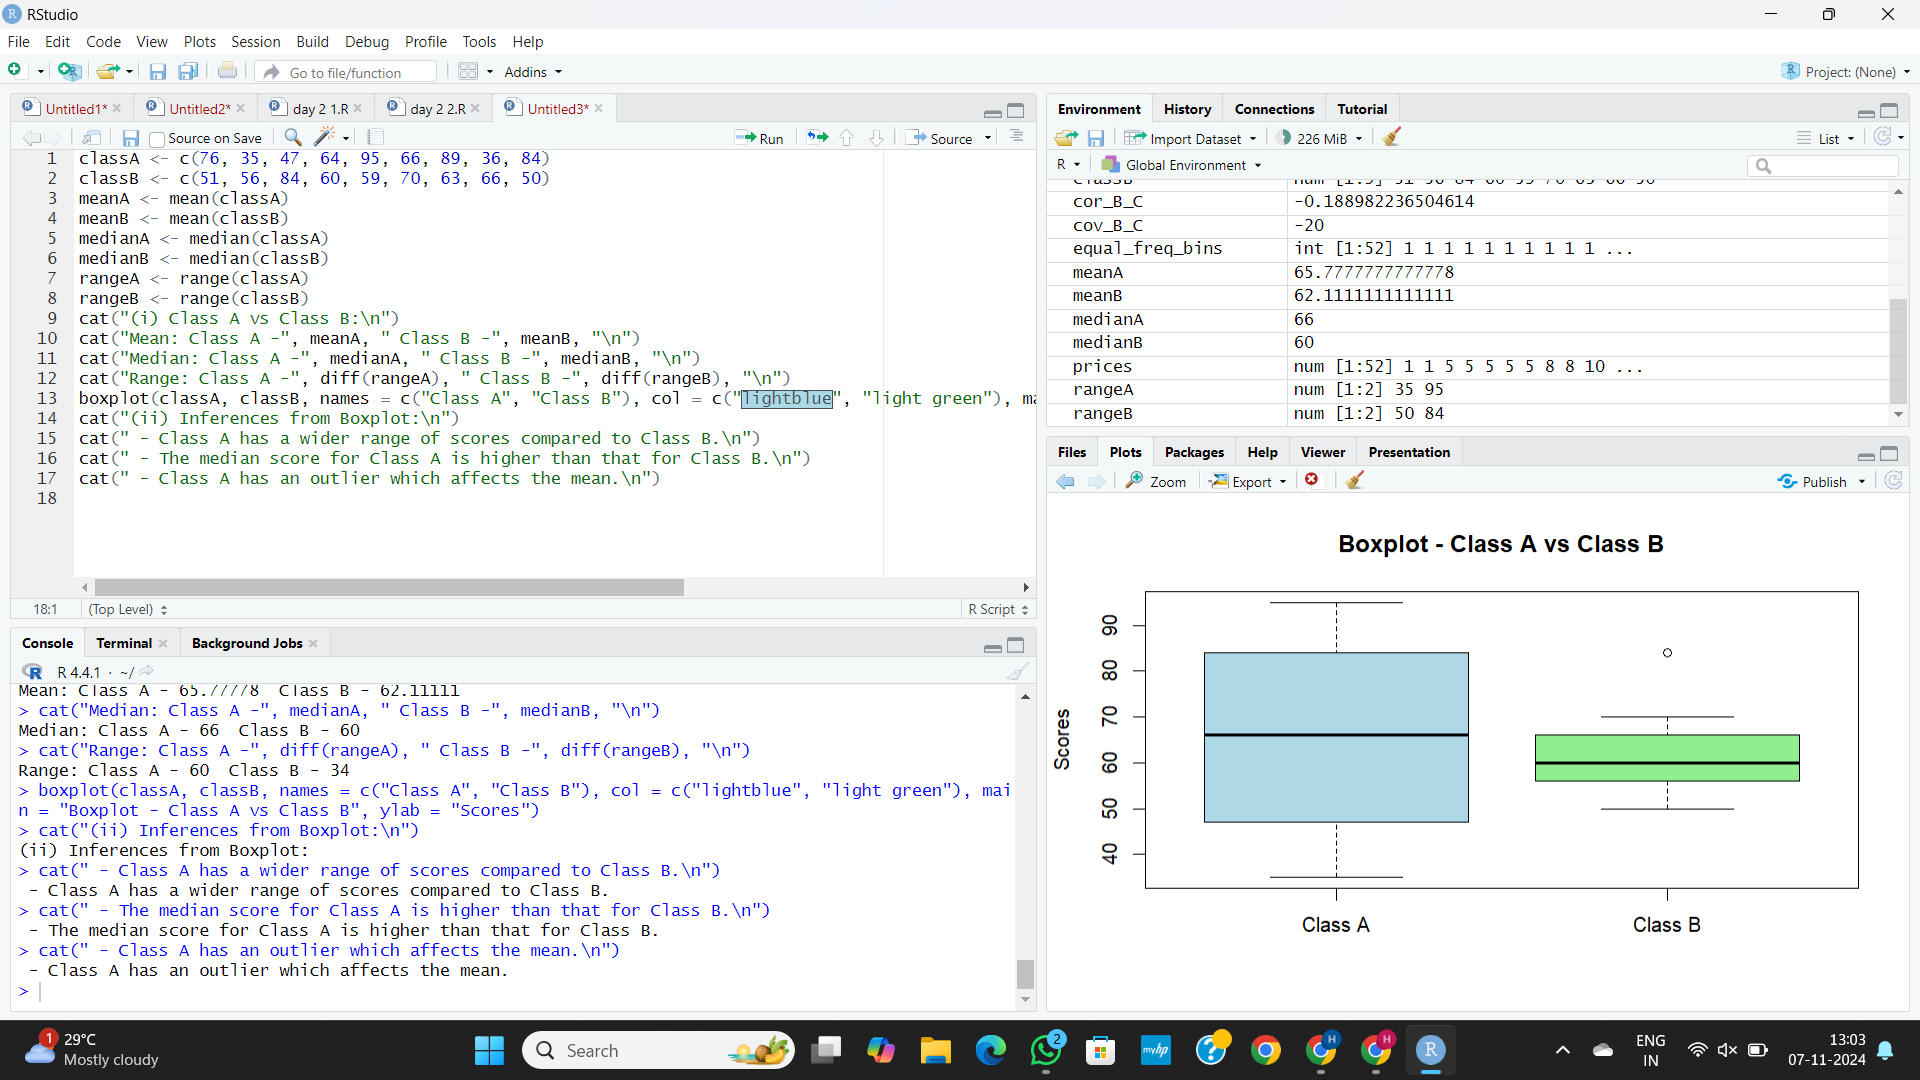 RStudio
File Edit Code View Plots Session Build Debug Profile Tools Help
Go to file/function Addins Project: (None)
Untitled1* Untitled2* day 2 1.R day 2 2.R Untitled3*
Source on Save Run Source
1 classA <- c(76, 35, 47, 64, 95, 66, 89, 36, 84)
2 classB <- c(51, 56, 84, 60, 59, 70, 63, 66, 50)
3 meanA <- mean(classA)
4 meanB <- mean(classB)
5 medianA <- median(classA)
6 medianB <- median(classB)
7 rangeA <- range(classA)
8 rangeB <- range(classB)
9 cat("(i) Class A vs Class B:\n")
10 cat("Mean: Class A -", meanA, " Class B -", meanB, "\n")
11 cat("Median: Class A -", medianA, " Class B -", medianB, "\n")
12 cat("Range: Class A -", diff(rangeA), " Class B -", diff(rangeB), "\n")
13 boxplot(classA, classB, names = c("Class A", "Class B"), col = c("lightblue", "light green"),
14 cat("(ii) Inferences from Boxplot:\n")
15 cat(" - Class A has a wider range of scores compared to Class B.\n")
16 cat(" - The median score for Class A is higher than that for Class B.\n")
17 cat(" - Class A has an outlier which affects the mean.\n")
18
18:1 (Top Level) R Script
Console Terminal Background Jobs
R 4.4.1 · ~/
Mean: Class A - 65.77778 Class B - 62.11111
> cat("Median: Class A -", medianA, " Class B -", medianB, "\n")
Median: Class A - 66 Class B - 60
> cat("Range: Class A -", diff(rangeA), " Class B -", diff(rangeB), "\n")
Range: Class A - 60 Class B - 34
> boxplot(classA, classB, names = c("Class A", "Class B"), col = c("lightblue", "light green"), mai
n = "Boxplot - Class A vs Class B", ylab = "Scores")
> cat("(ii) Inferences from Boxplot:\n")
(ii) Inferences from Boxplot:
> cat(" - Class A has a wider range of scores compared to Class B.\n")
- Class A has a wider range of scores compared to Class B.
> cat(" - The median score for Class A is higher than that for Class B.\n")
- The median score for Class A is higher than that for Class B.
> cat(" - Class A has an outlier which affects the mean.\n")
- Class A has an outlier which affects the mean.
>
Environment History Connections Tutorial
Import Dataset 226 MiB List
R Global Environment
cor_B_C -0.188982236504614
cov_B_C -20
equal_freq_bins int [1:52] 1 1 1 1 1 1 1 1 1 1 ...
meanA 65.7777777777778
meanB 62.1111111111111
medianA 66
medianB 60
prices num [1:52] 1 1 5 5 5 5 5 8 8 10 ...
rangeA num [1:2] 35 95
rangeB num [1:2] 50 84
Files Plots Packages Help Viewer Presentation
Zoom Export Publish
Boxplot - Class A vs Class B
Scores
90
80
70
60
50
40
Class A Class B
1 29°C
Mostly cloudy
Search
2
myhp
H
H
R
ENG
IN
13:03
07-11-2024